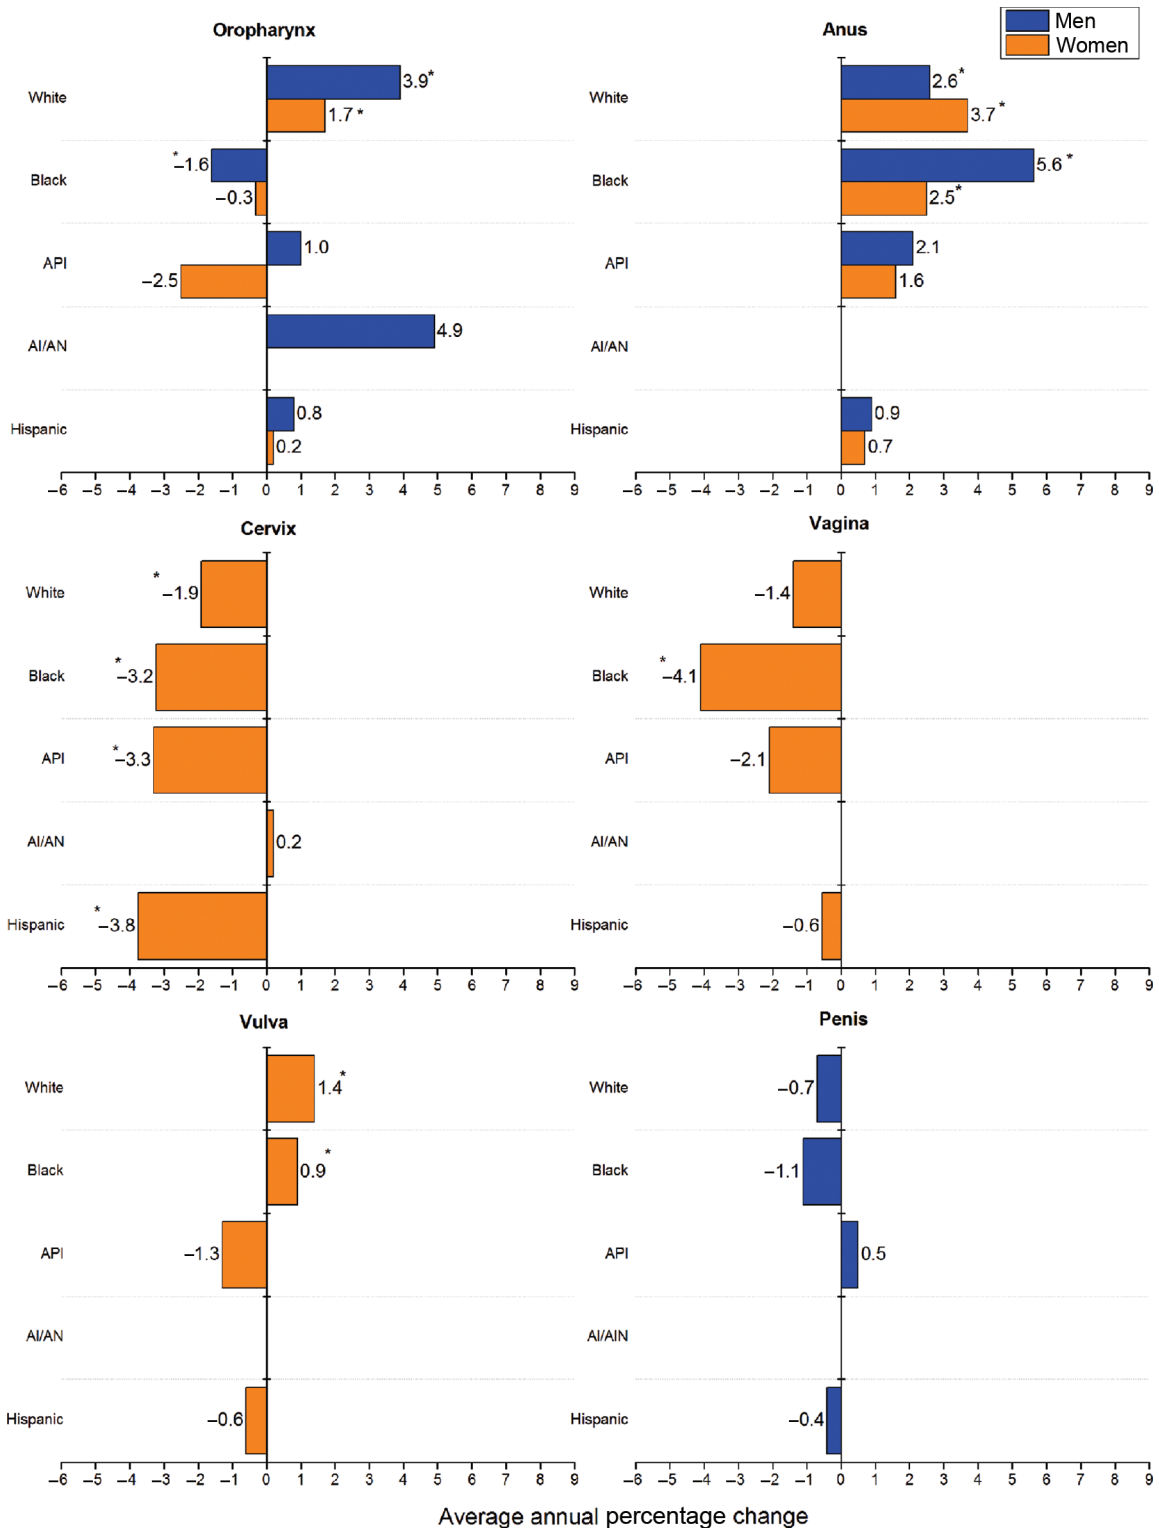 Oropharynx
White
3.9*
1.7 *
Black
* –1.6
–0.3
API
1.0
–2.5
AI/AN
4.9
Hispanic
0.8
0.2
–6 –5 –4 –3 –2 –1 0 1 2 3 4 5 6 7 8 9
Anus
Men
Women
White
2.6 *
3.7 *
Black
5.6 *
2.5 *
API
2.1
1.6
AI/AN
Hispanic
0.9
0.7
–6 –5 –4 –3 –2 –1 0 1 2 3 4 5 6 7 8 9
Cervix
White
* –1.9
Black
* –3.2
API
* –3.3
AI/AN
0.2
Hispanic
* –3.8
–6 –5 –4 –3 –2 –1 0 1 2 3 4 5 6 7 8 9
Vagina
White
–1.4
Black
* –4.1
API
–2.1
AI/AN
Hispanic
–0.6
–6 –5 –4 –3 –2 –1 0 1 2 3 4 5 6 7 8 9
Vulva
White
1.4 *
Black
0.9 *
API
–1.3
AI/AN
Hispanic
–0.6
–6 –5 –4 –3 –2 –1 0 1 2 3 4 5 6 7 8 9
Penis
White
–0.7
Black
–1.1
API
0.5
AI/AIN
Hispanic
–0.4
–6 –5 –4 –3 –2 –1 0 1 2 3 4 5 6 7 8 9
Average annual percentage change